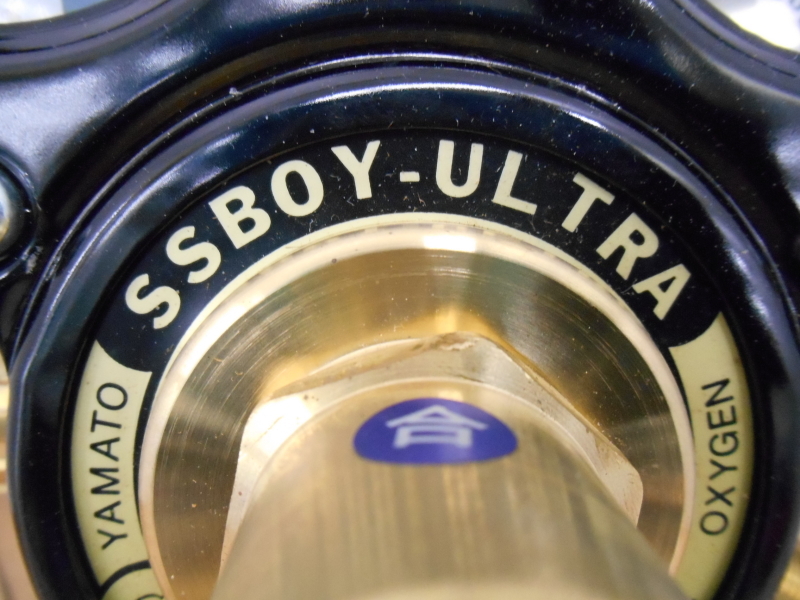 SSBOY-ULTRA
YAMATO
OXYGEN
合